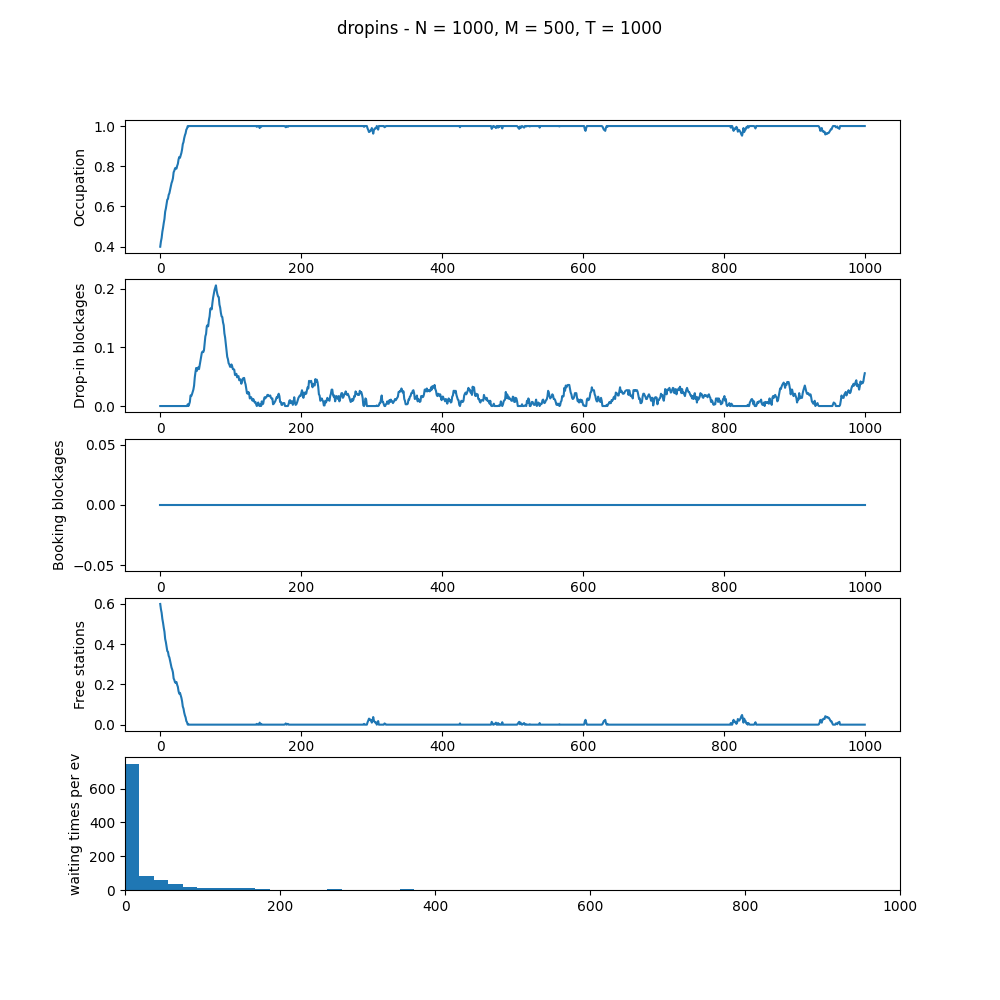 dropins - N = 1000, M = 500, T = 1000
1.0
0.8
0.6
0.4
Occupation
0 200 400 600 800 1000
0.2
0.1
0.0
Drop-in blockages
0 200 400 600 800 1000
0.05
0.00
−0.05
Booking blockages
0 200 400 600 800 1000
0.6
0.4
0.2
0.0
Free stations
0 200 400 600 800 1000
600
400
200
0
waiting times per ev
0 200 400 600 800 1000